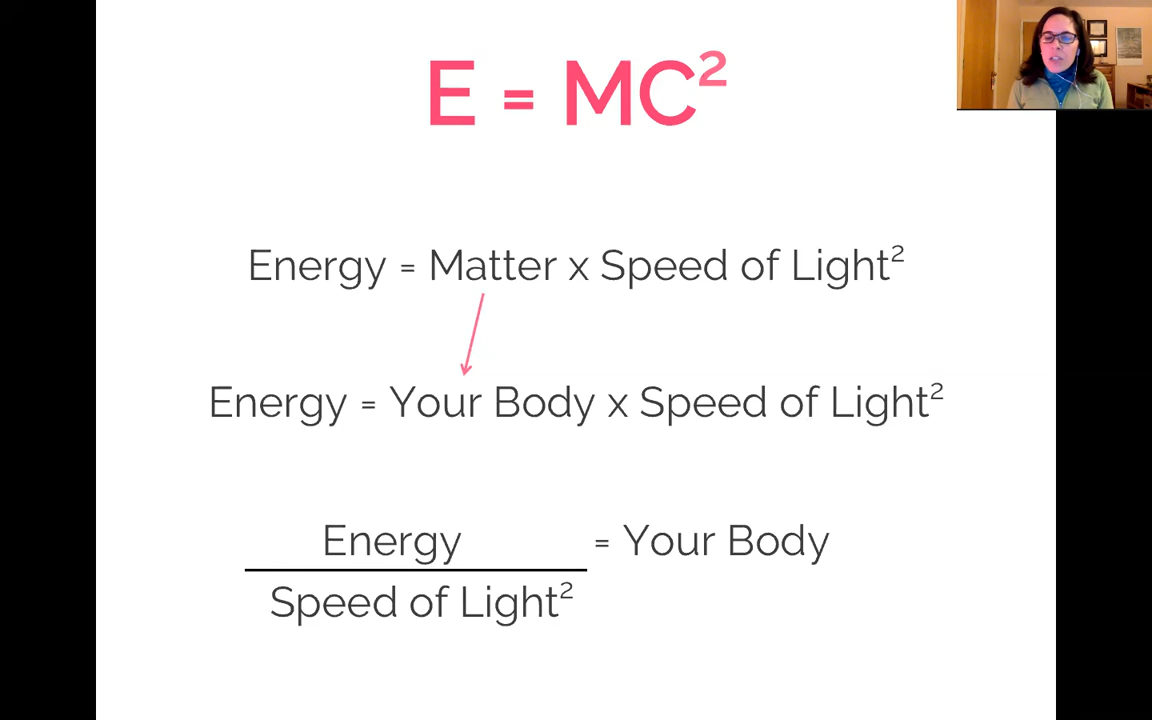 E = MC²
Energy = Matter x Speed of Light²
Energy = Your Body x Speed of Light²
Energy = Your Body
Speed of Light²